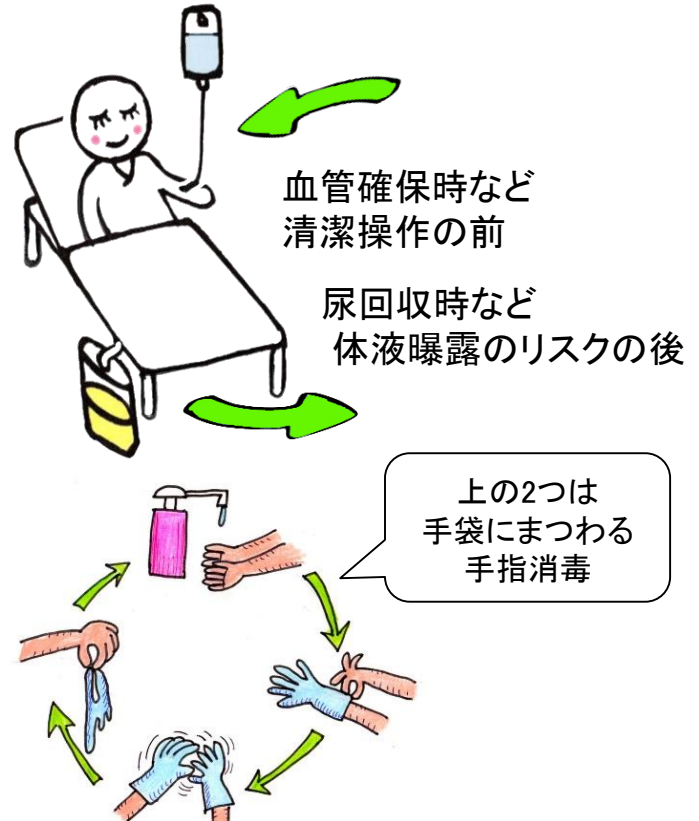 血管確保時など
清潔操作の前
尿回収時など
体液曝露のリスクの後
上の2つは
手袋にまつわる
手指消毒